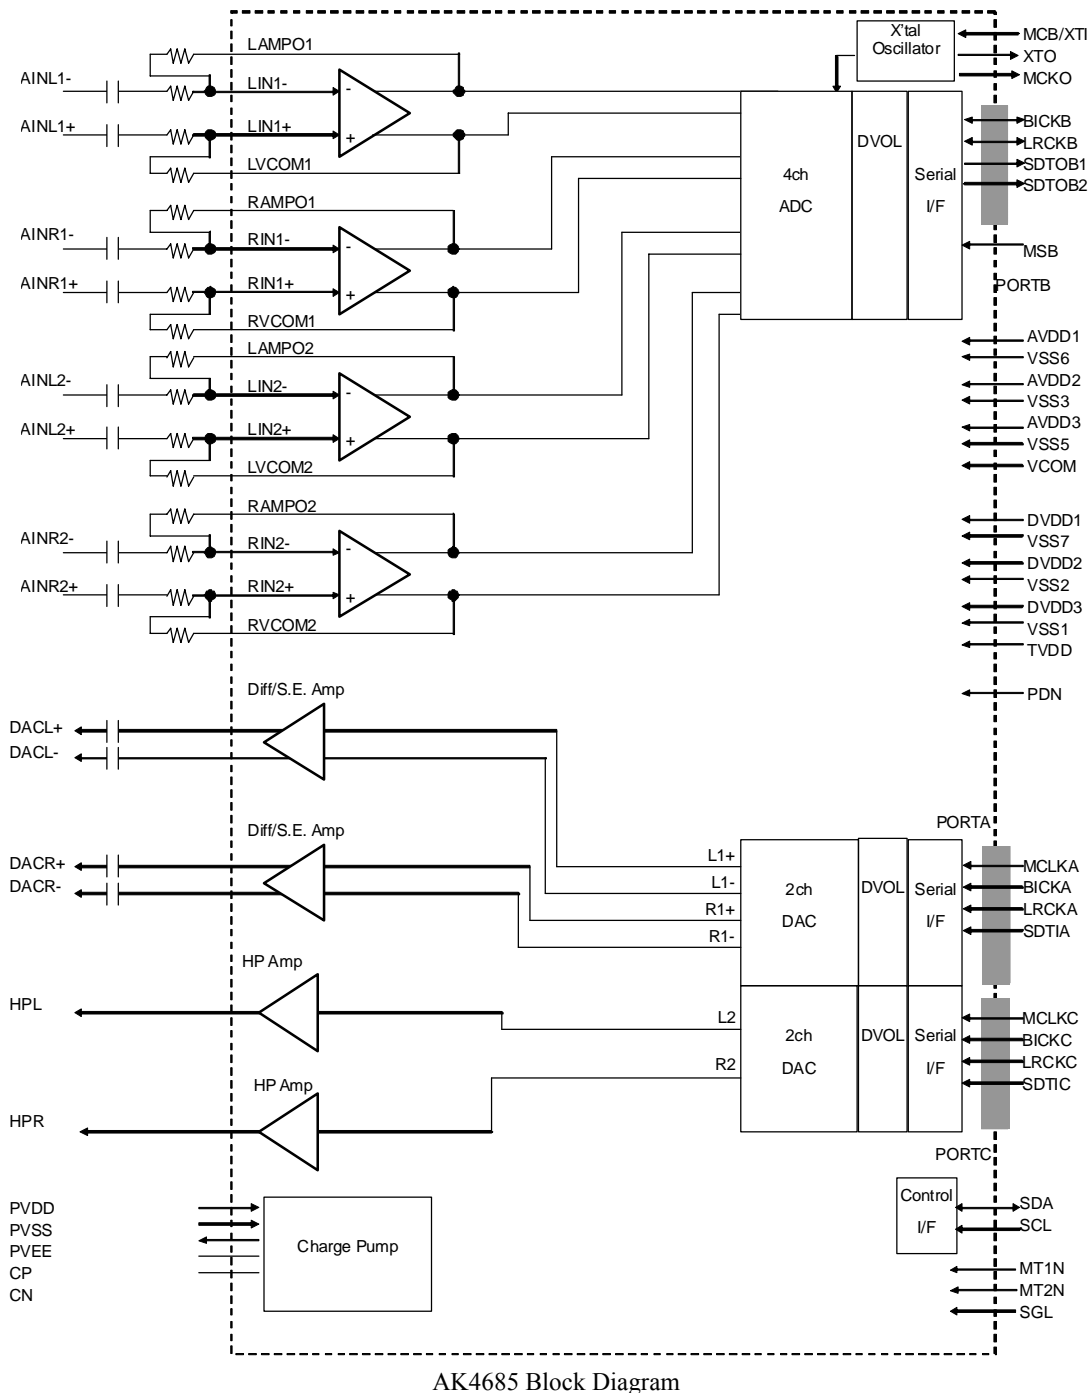 LAMPO1
AINL1-
LIN1-
AINL1+
LIN1+
LVCOM1
RAMPO1
AINR1-
RIN1-
AINR1+
RIN1+
RVCOM1
LAMPO2
AINL2-
LIN2-
AINL2+
LIN2+
LVCOM2
RAMPO2
AINR2-
RIN2-
AINR2+
RIN2+
RVCOM2
-
+
-
+
-
+
-
+
X'tal
Oscillator
MCB/XTI
XTO
MCKO
4ch
ADC
DVOL
Serial
I/F
BICKB
LRCKB
SDTOB1
SDTOB2
MSB
PORTB
AVDD1
VSS6
AVDD2
VSS3
AVDD3
VSS5
VCOM
DVDD1
VSS7
DVDD2
VSS2
DVDD3
VSS1
TVDD
PDN
Diff/S.E. Amp
DACL+
DACL-
Diff/S.E. Amp
DACR+
DACR-
HP Amp
HPL
HP Amp
HPR
L1+
L1-
R1+
R1-
L2
R2
PORTA
2ch
DAC
DVOL
Serial
I/F
MCLKA
BICKA
LRCKA
SDTIA
2ch
DAC
DVOL
Serial
I/F
MCLKC
BICKC
LRCKC
SDTIC
PORTC
PVDD
PVSS
PVEE
CP
CN
Charge Pump
Control
I/F
SDA
SCL
MT1N
MT2N
SGL
AK4685 Block Diagram